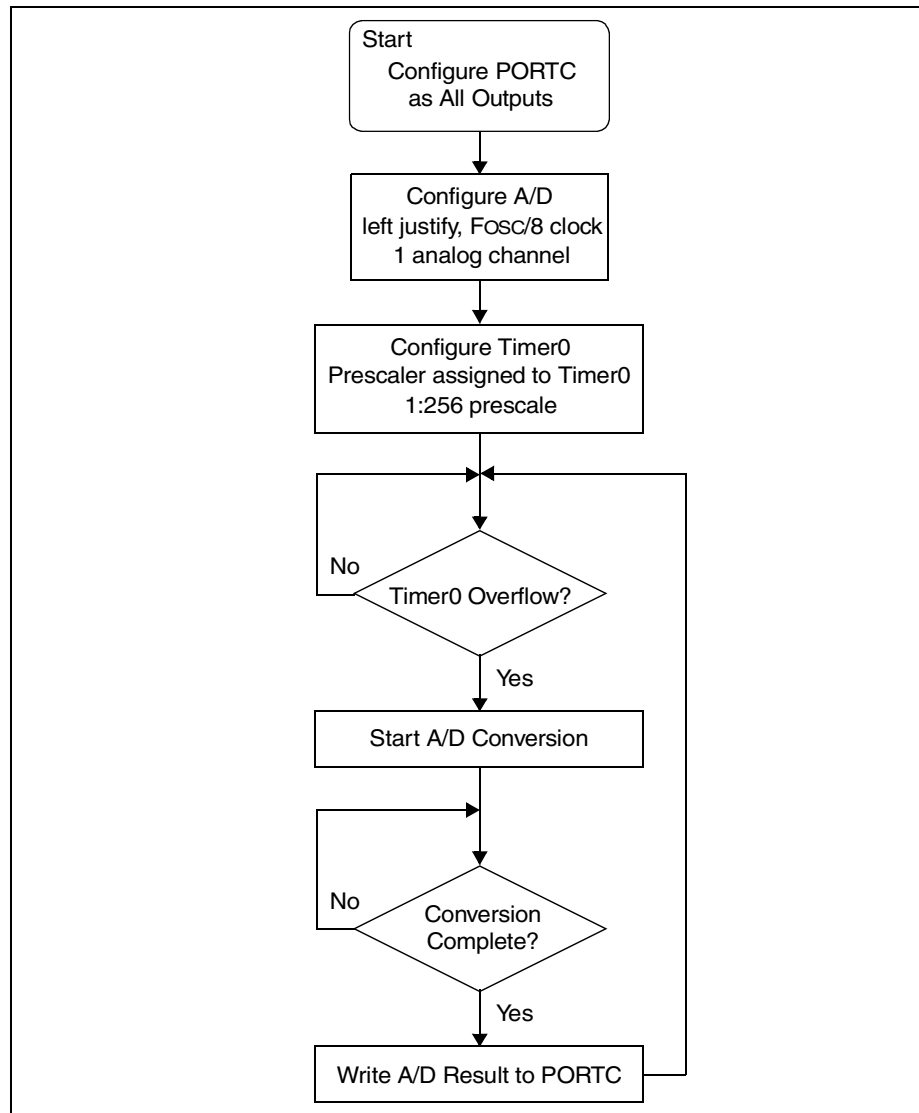 Start
Configure PORTC
as All Outputs
Configure A/D
left justify, FOSC/8 clock
1 analog channel
Configure Timer0
Prescaler assigned to Timer0
1:256 prescale
No
Timer0 Overflow?
Yes
Start A/D Conversion
No
Conversion
Complete?
Yes
Write A/D Result to PORTC